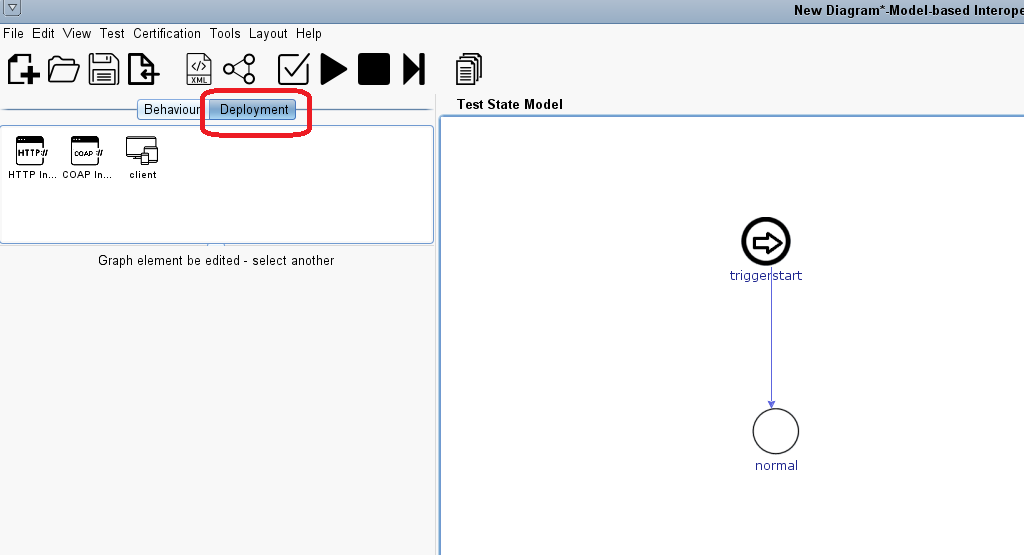 New Diagram*-Model-based Interope
File Edit View Test Certification Tools Layout Help
</> XML
Behaviour Deployment
Test State Model
HTTP:// COAP ://
HTTP In... COAP In... client
Graph element be edited - select another
triggerstart
normal